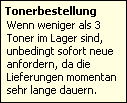 Tonerbestellung
Wenn weniger als 3
Toner im Lager sind,
unbedingt sofort neue
anfordern, da die
Lieferungen momentan
sehr lange dauern.